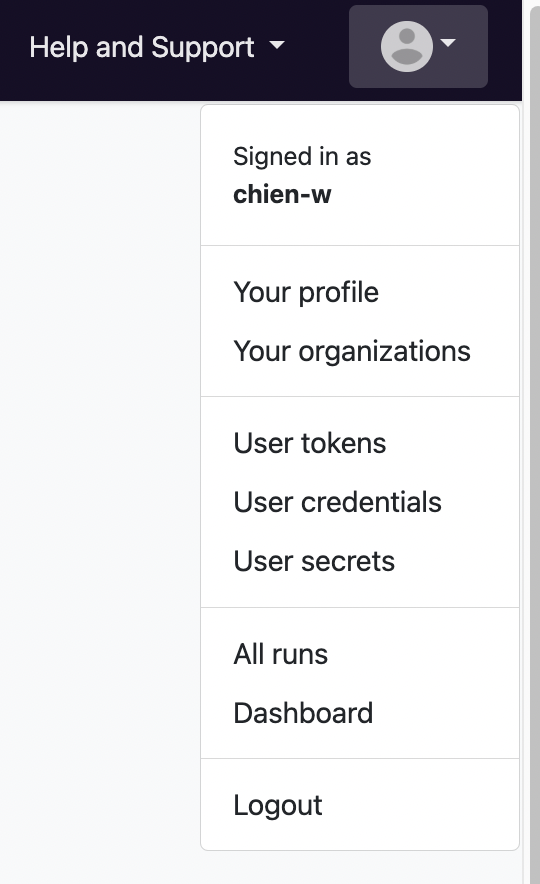 Help and Support
Signed in as
chien-w
Your profile
Your organizations
User tokens
User credentials
User secrets
All runs
Dashboard
Logout